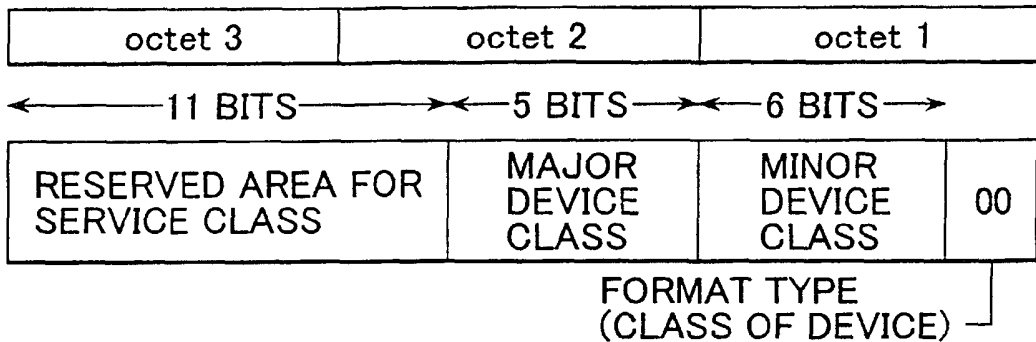 octet 3 octet 2 octet 1
11 BITS 5 BITS 6 BITS
RESERVED AREA FOR
SERVICE CLASS
MAJOR
DEVICE
CLASS
MINOR
DEVICE
CLASS
00
FORMAT TYPE
(CLASS OF DEVICE)